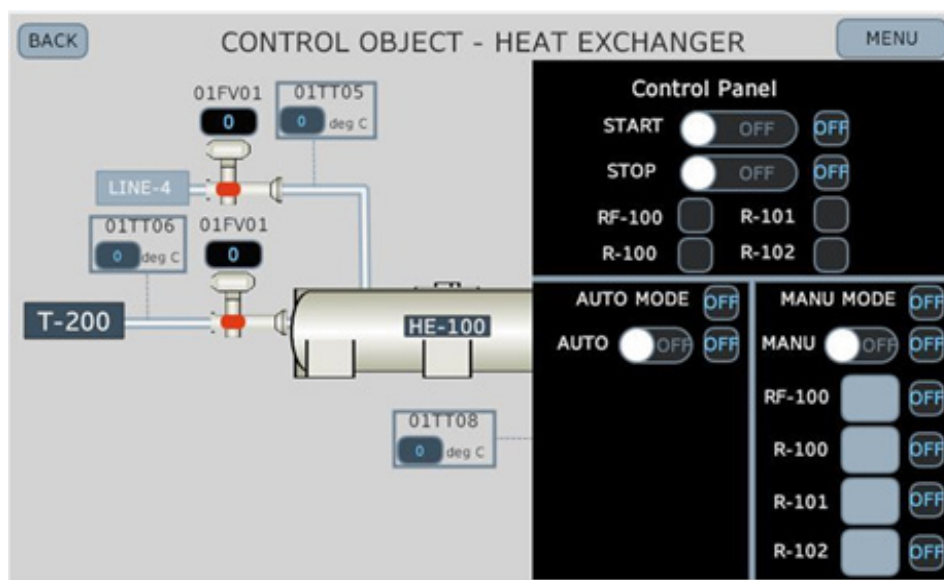 BACK
CONTROL OBJECT - HEAT EXCHANGER
MENU
01FV01
0
01TT05
0 deg C
LINE-4
01TT06
0 deg C
01FV01
0
T-200
HE-100
01TT08
0 deg C
Control Panel
START OFF OFF
STOP OFF OFF
RF-100 R-101
R-100 R-102
AUTO MODE OFF
AUTO OFF OFF
MANU MODE OFF
MANU OFF OFF
RF-100 OFF
R-100 OFF
R-101 OFF
R-102 OFF